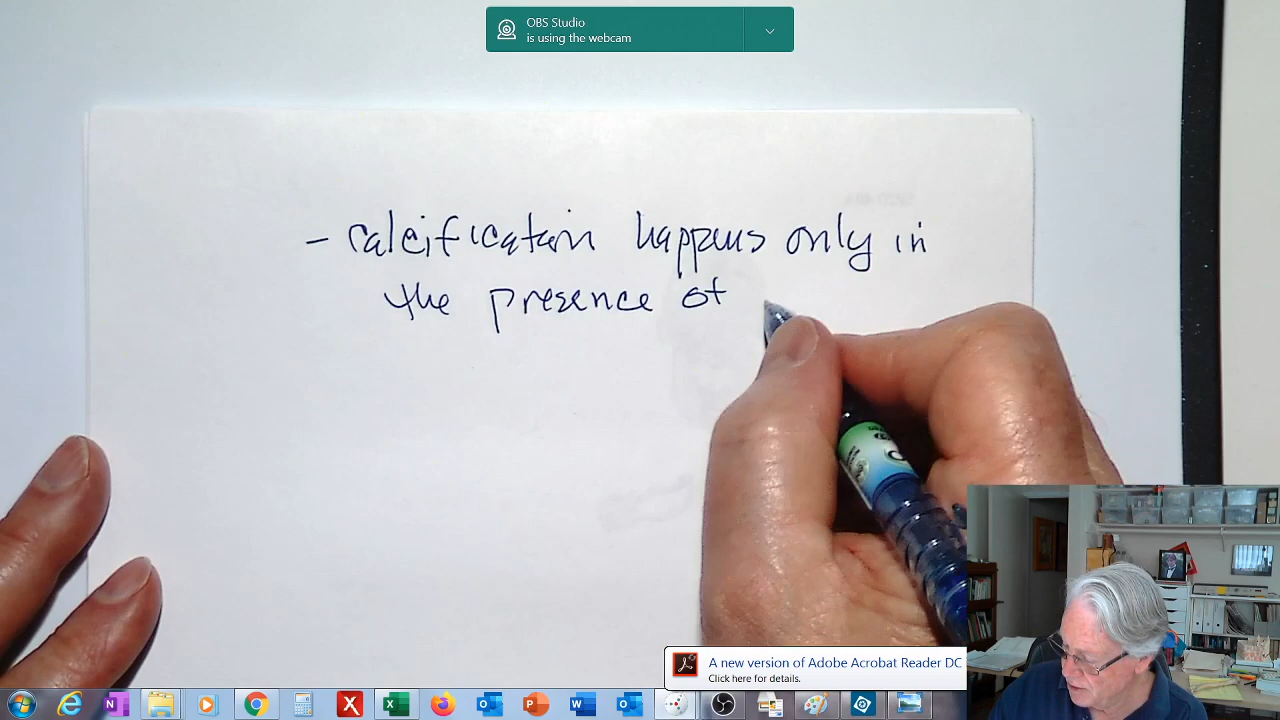 OBS Studio
is using the webcam
- calcification happens only in
the presence of
A new version of Adobe Acrobat Reader DC
Click here for details.